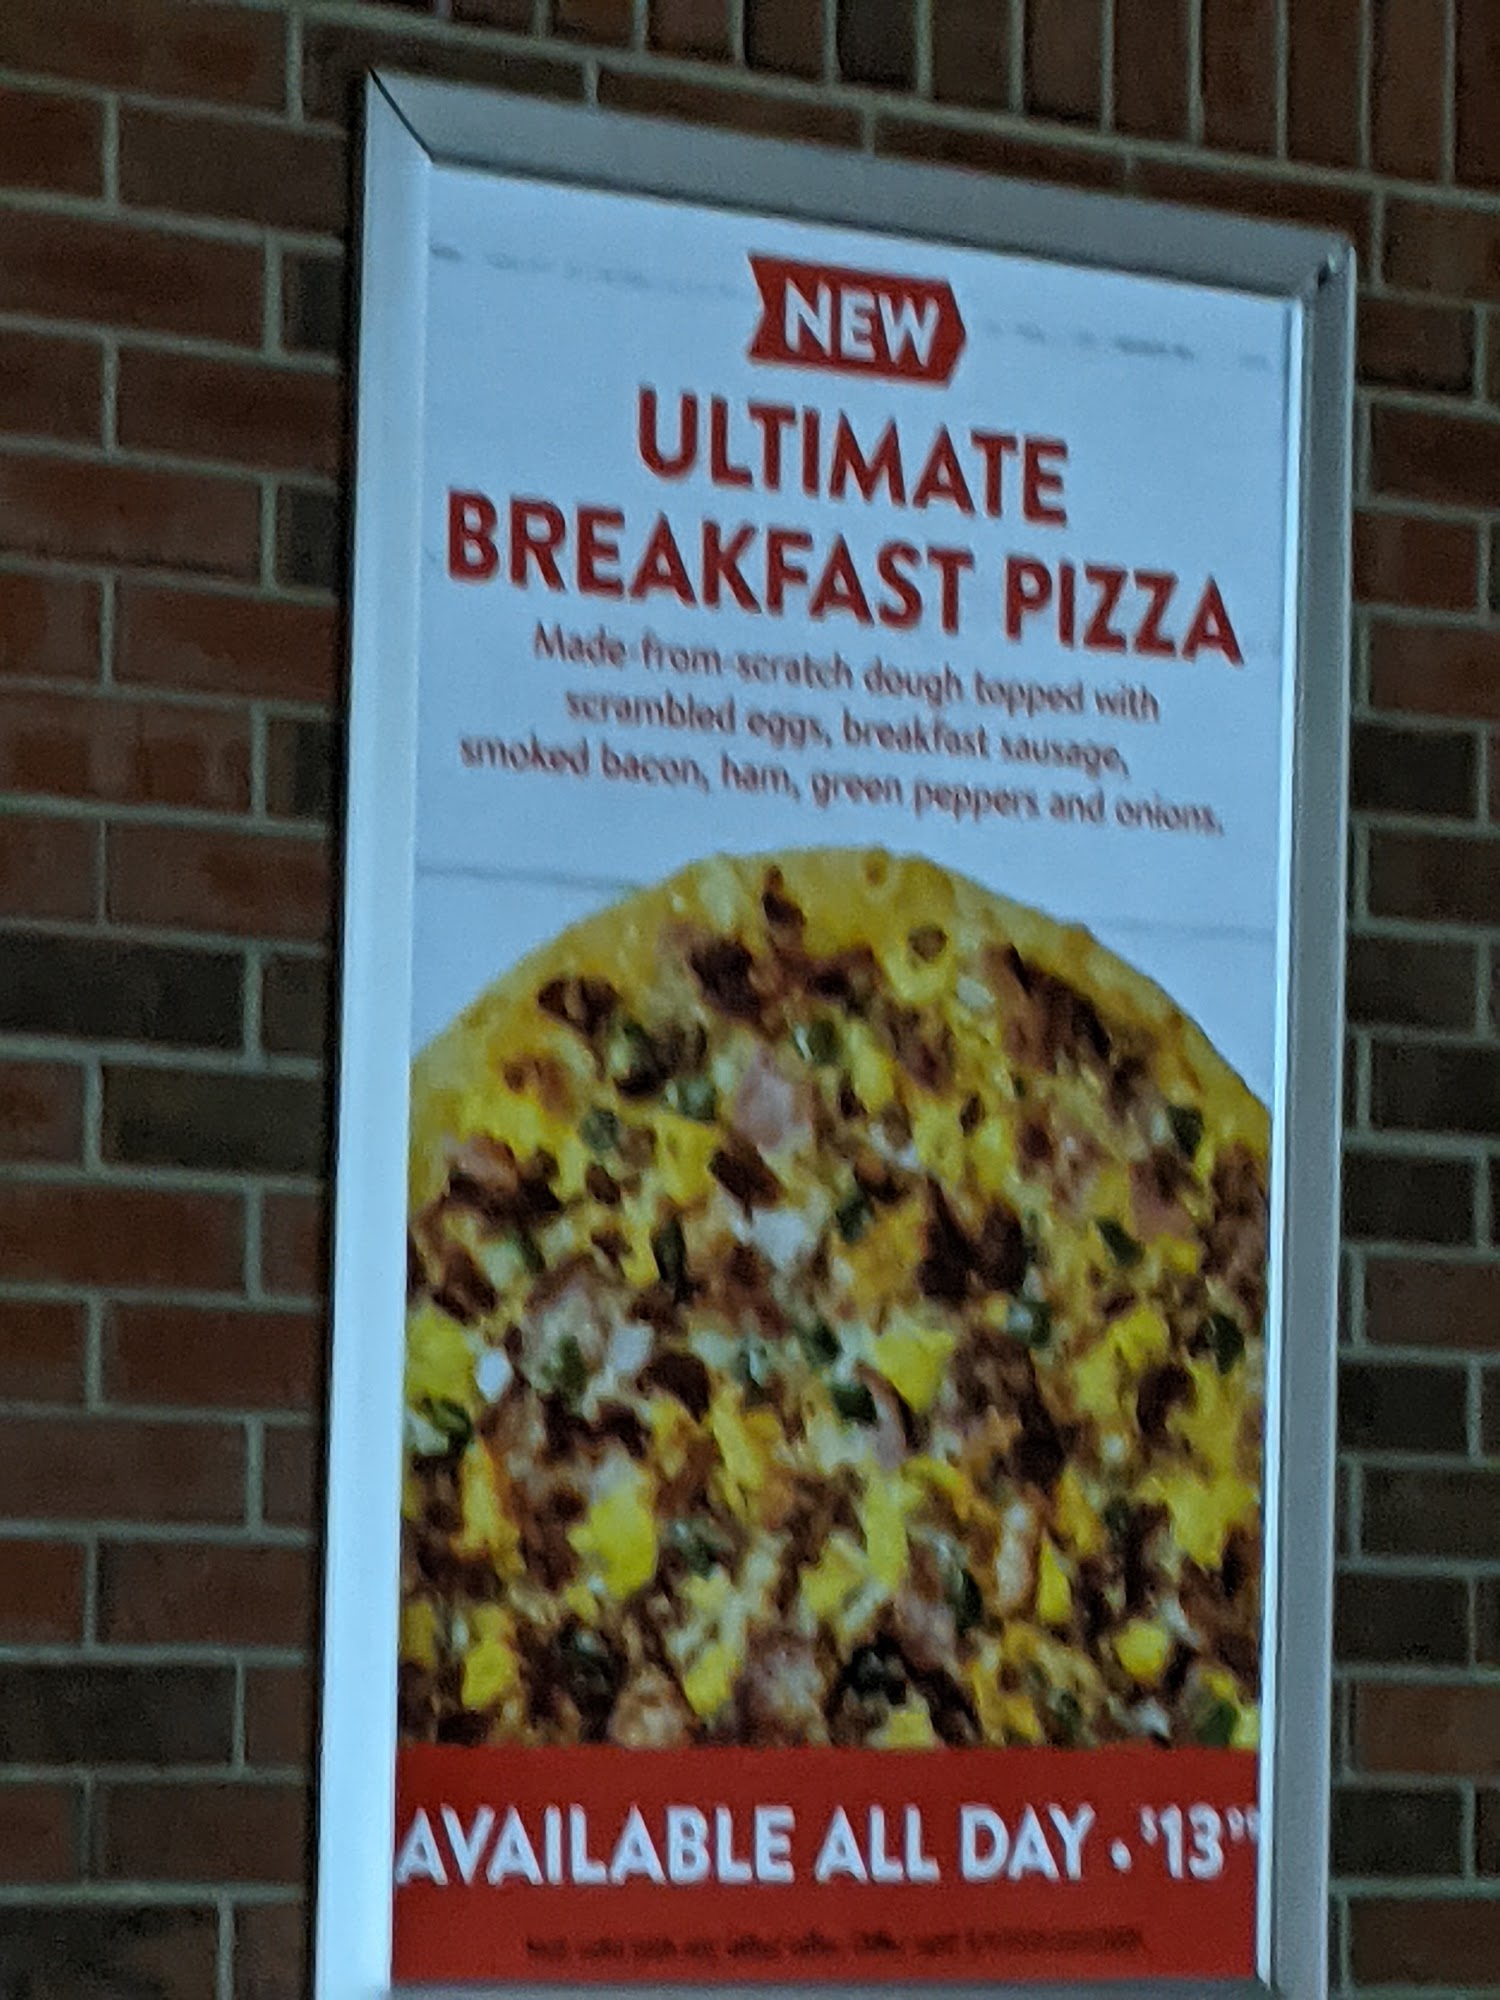 NEW
ULTIMATE
BREAKFAST PIZZA
Made-from-scratch dough topped with
scrambled eggs, breakfast sausage,
smoked bacon, ham, green peppers and onions.
AVAILABLE ALL DAY • $13